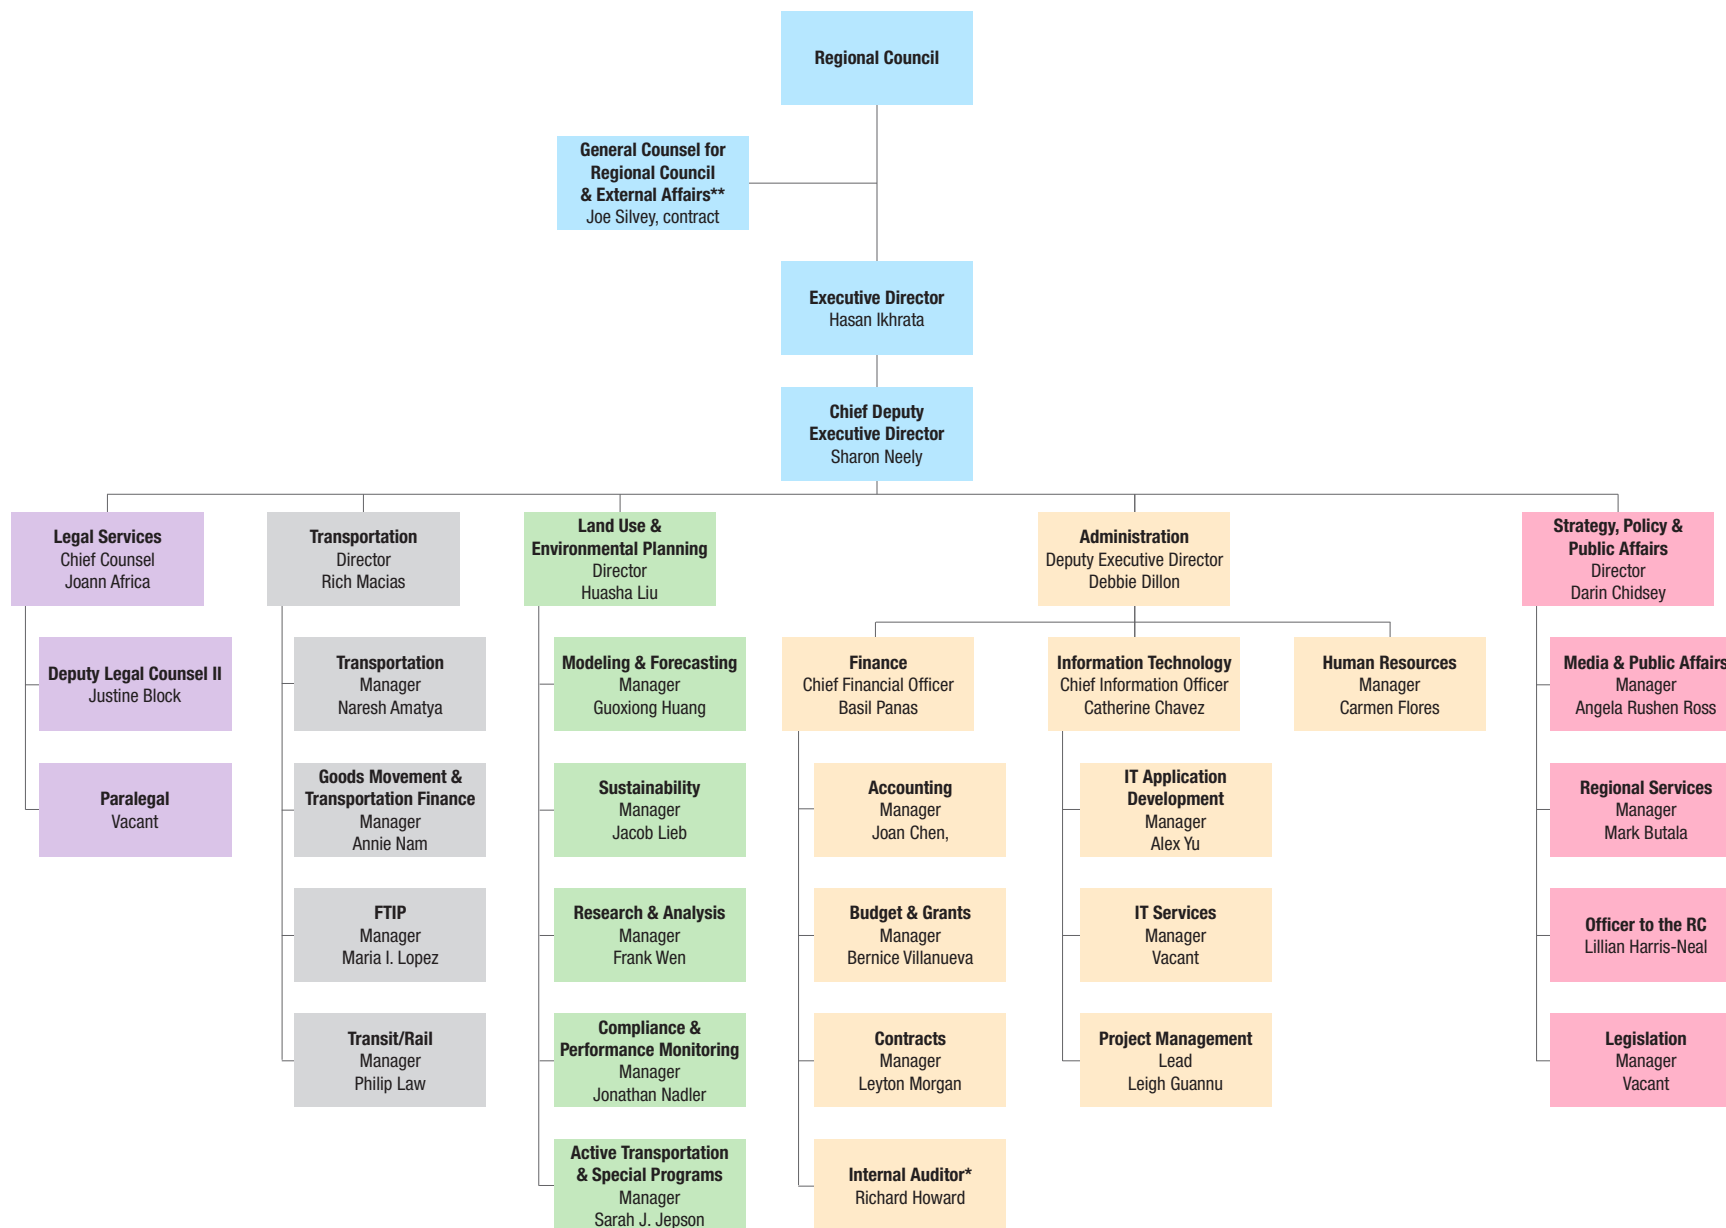 Regional Council
General Counsel for
Regional Council
& External Affairs**
Joe Silvey, contract
Executive Director
Hasan Ikhrata
Chief Deputy
Executive Director
Sharon Neely
Legal Services
Chief Counsel
Joann Africa
Deputy Legal Counsel II
Justine Block
Paralegal
Vacant
Transportation
Director
Rich Macias
Transportation
Manager
Naresh Amatya
Goods Movement &
Transportation Finance
Manager
Annie Nam
FTIP
Manager
Maria I. Lopez
Transit/Rail
Manager
Philip Law
Land Use &
Environmental Planning
Director
Huasha Liu
Modeling & Forecasting
Manager
Guoxiong Huang
Sustainability
Manager
Jacob Lieb
Research & Analysis
Manager
Frank Wen
Compliance &
Performance Monitoring
Manager
Jonathan Nadler
Active Transportation
& Special Programs
Manager
Sarah J. Jepson
Administration
Deputy Executive Director
Debbie Dillon
Finance
Chief Financial Officer
Basil Panas
Accounting
Manager
Joan Chen,
Budget & Grants
Manager
Bernice Villanueva
Contracts
Manager
Leyton Morgan
Internal Auditor*
Richard Howard
Information Technology
Chief Information Officer
Catherine Chavez
IT Application
Development
Manager
Alex Yu
IT Services
Manager
Vacant
Project Management
Lead
Leigh Guannu
Human Resources
Manager
Carmen Flores
Strategy, Policy &
Public Affairs
Director
Darin Chidsey
Media & Public Affairs
Manager
Angela Rushen Ross
Regional Services
Manager
Mark Butala
Officer to the RC
Lillian Harris-Neal
Legislation
Manager
Vacant